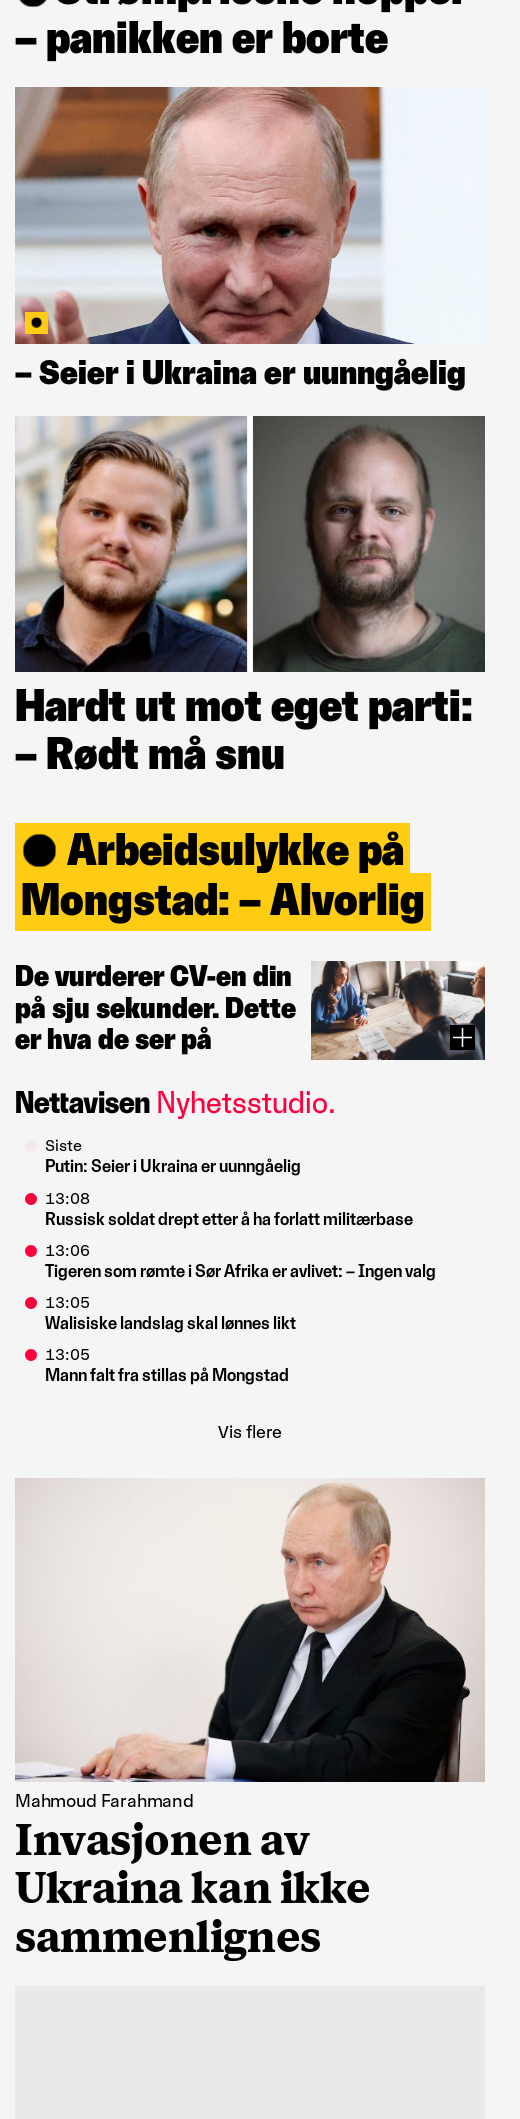 – panikken er borte
– Seier i Ukraina er uunngåelig
Hardt ut mot eget parti:
– Rødt må snu
Arbeidsulykke på
Mongstad: – Alvorlig
De vurderer CV-en din
på sju sekunder. Dette
er hva de ser på
Nettavisen Nyhetsstudio.
Siste
Putin: Seier i Ukraina er uunngåelig
13:08
Russisk soldat drept etter å ha forlatt militærbase
13:06
Tigeren som rømte i Sør Afrika er avlivet: – Ingen valg
13:05
Walisiske landslag skal lønnes likt
13:05
Mann falt fra stillas på Mongstad
Vis flere
Mahmoud Farahmand
Invasjonen av
Ukraina kan ikke
sammenlignes